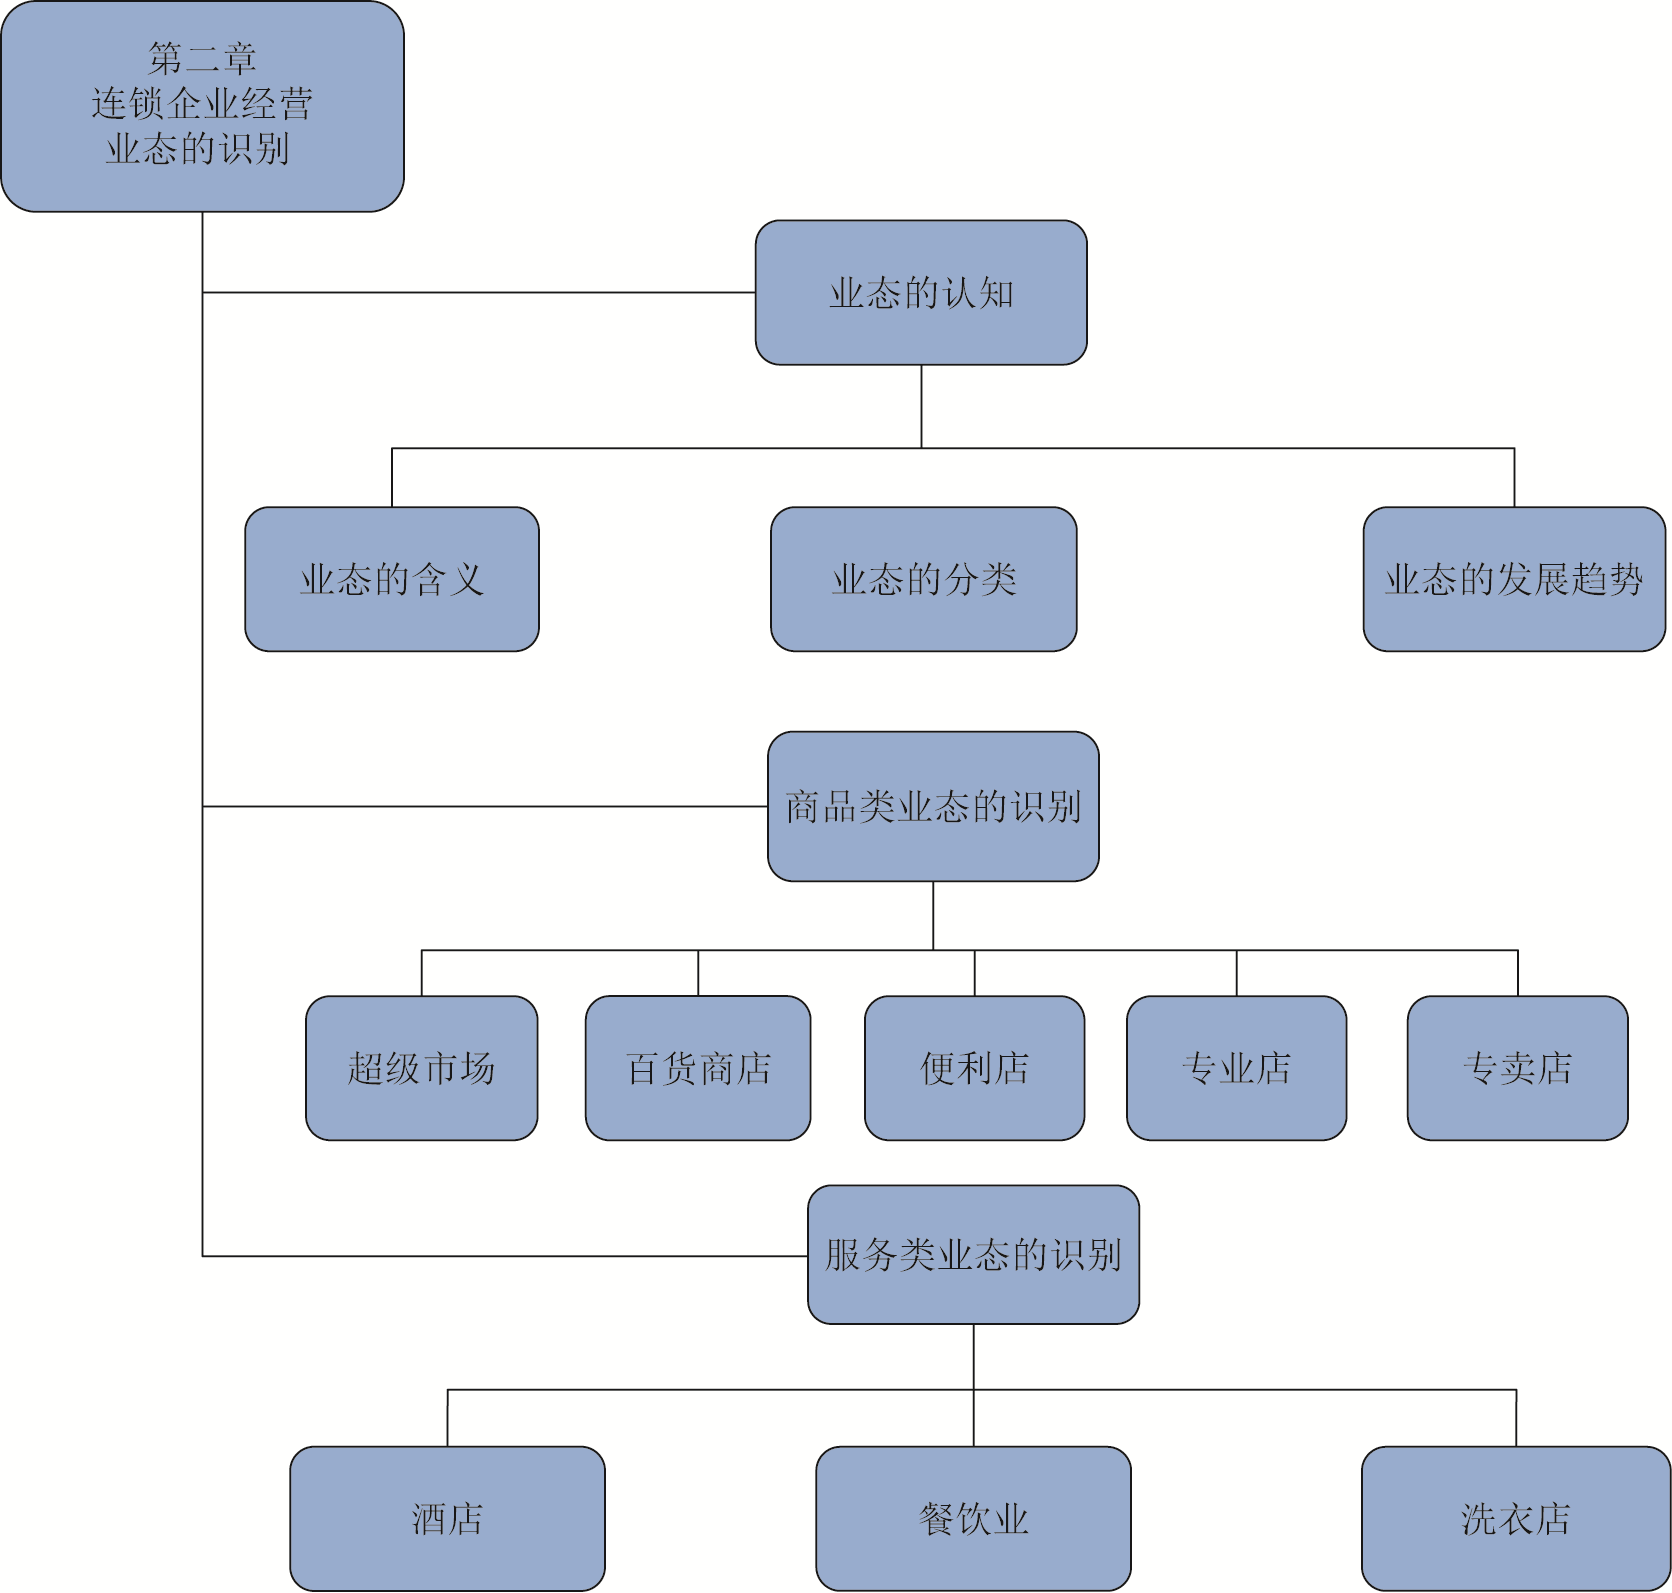 第二章
连锁企业经营
业态的识别
业态的认知
业态的含义
业态的分类
业态的发展趋势
商品类业态的识别
超级市场
百货商店
便利店
专业店
专卖店
服务类业态的识别
酒店
餐饮业
洗衣店